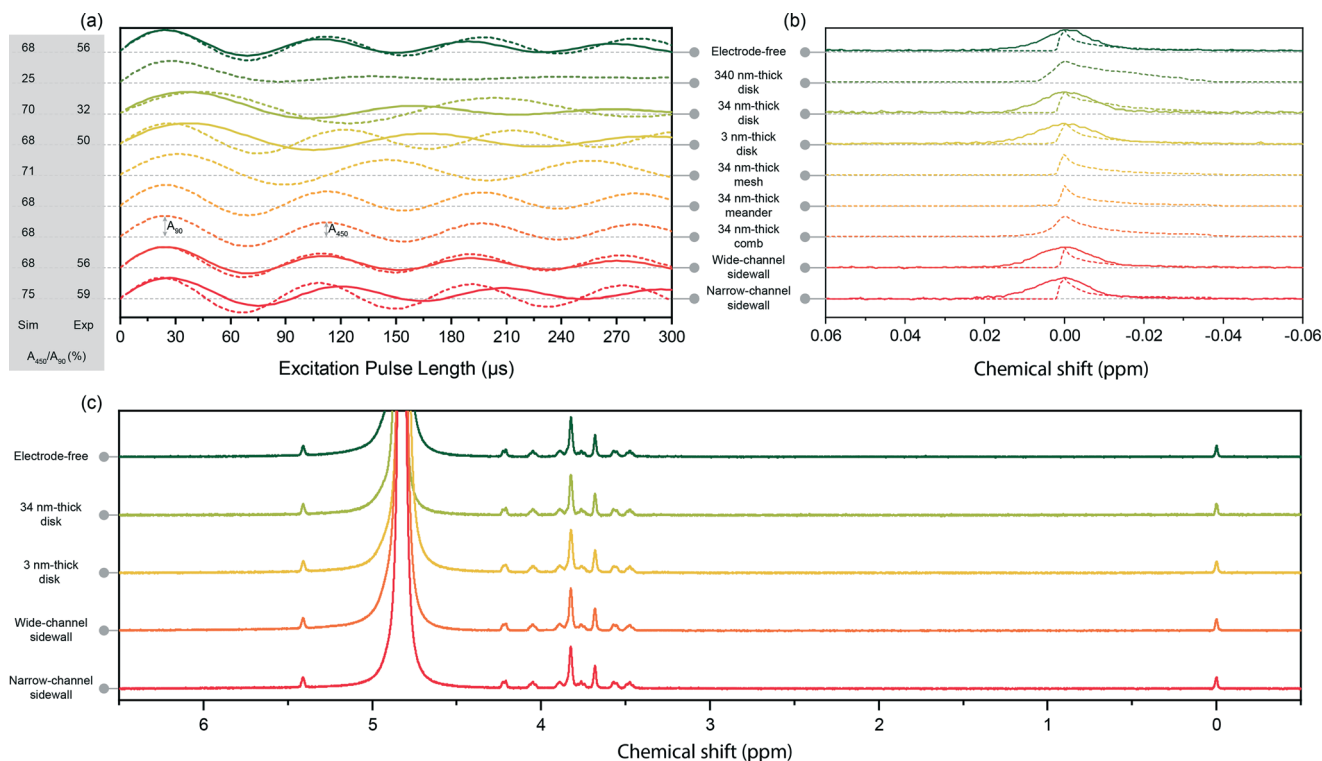 (a)
(b)
68 56
25
70 32
68 50
71
68
68
68 56
75 59
Sim Exp
A450/A90 (%)
A90
A450
0 30 60 90 120 150 180 210 240 270 300
Excitation Pulse Length (µs)
Electrode-free
340 nm-thick
disk
34 nm-thick
disk
3 nm-thick
disk
34 nm-thick
mesh
34 nm-thick
meander
34 nm-thick
comb
Wide-channel
sidewall
Narrow-channel
sidewall
0.06 0.04 0.02 0.00 -0.02 -0.04 -0.06
Chemical shift (ppm)
(c)
Electrode-free
34 nm-thick
disk
3 nm-thick
disk
Wide-channel
sidewall
Narrow-channel
sidewall
6 5 4 3 2 1 0
Chemical shift (ppm)